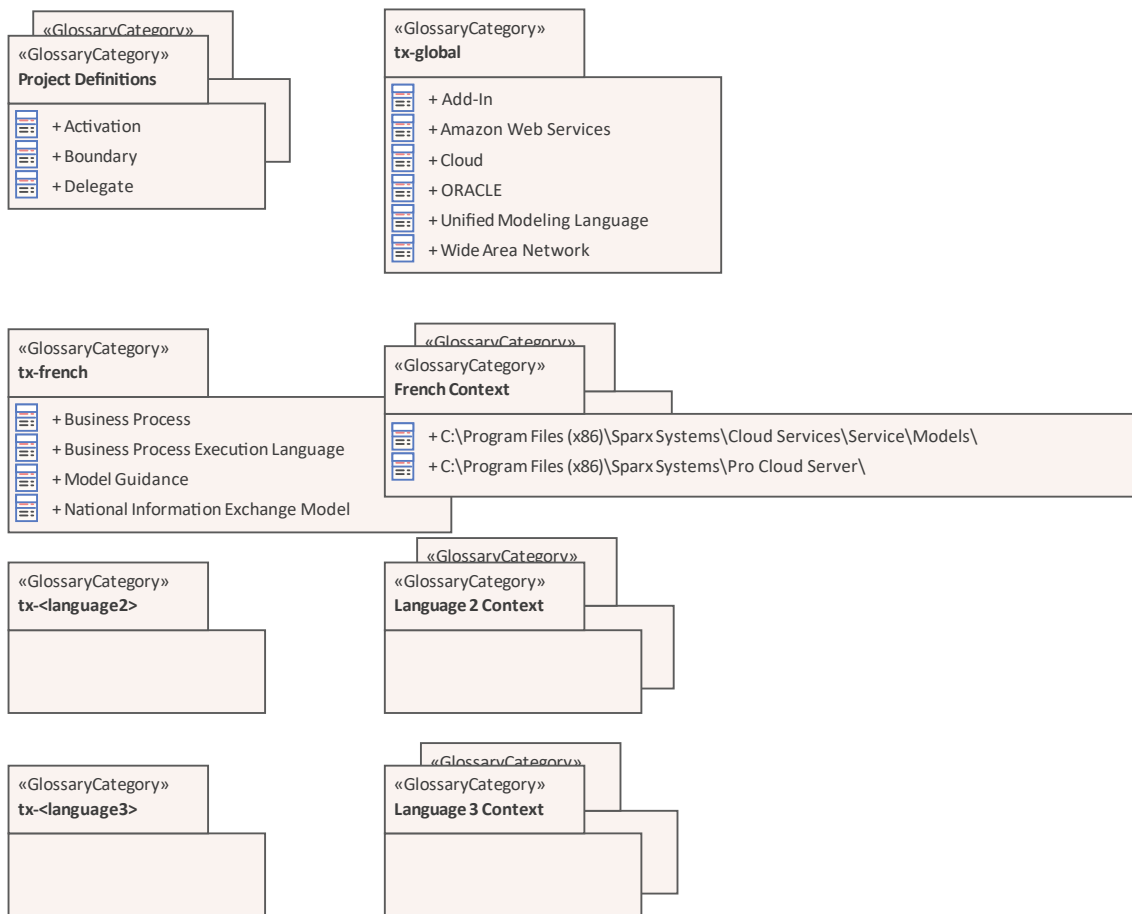 «GlossaryCategory»
«GlossaryCategory»
Project Definitions
+ Activation
+ Boundary
+ Delegate
«GlossaryCategory»
tx-global
+ Add-In
+ Amazon Web Services
+ Cloud
+ ORACLE
+ Unified Modeling Language
+ Wide Area Network
«GlossaryCategory»
tx-french
+ Business Process
+ Business Process Execution Language
+ Model Guidance
+ National Information Exchange Model
«GlossaryCategory»
«GlossaryCategory»
French Context
+ C:\Program Files (x86)\Sparx Systems\Cloud Services\Service\Models\
+ C:\Program Files (x86)\Sparx Systems\Pro Cloud Server\
«GlossaryCategory»
tx-<language2>
«GlossaryCategory»
«GlossaryCategory»
Language 2 Context
«GlossaryCategory»
tx-<language3>
«GlossaryCategory»
«GlossaryCategory»
Language 3 Context